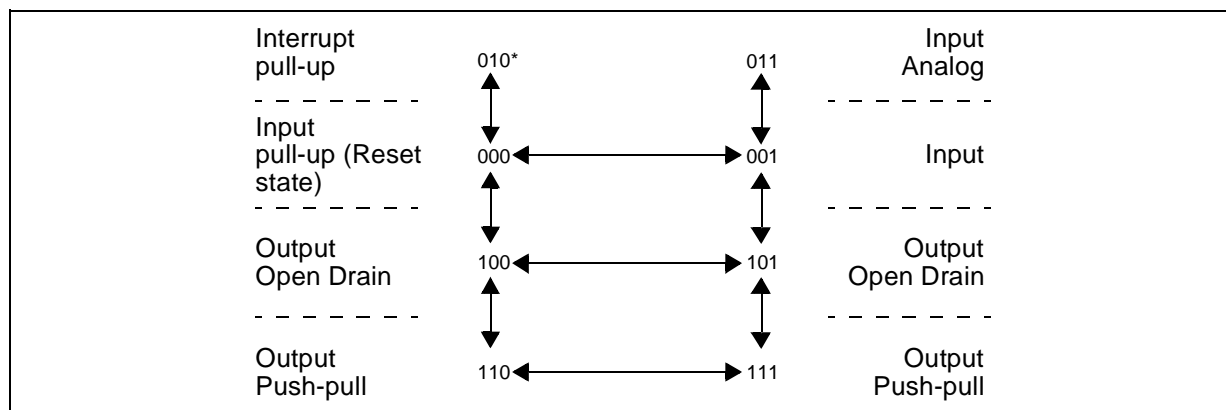 Interrupt
pull-up
010*
011
Input
Analog
Input
pull-up (Reset
state)
000
001
Input
Output
Open Drain
100
101
Output
Open Drain
Output
Push-pull
110
111
Output
Push-pull